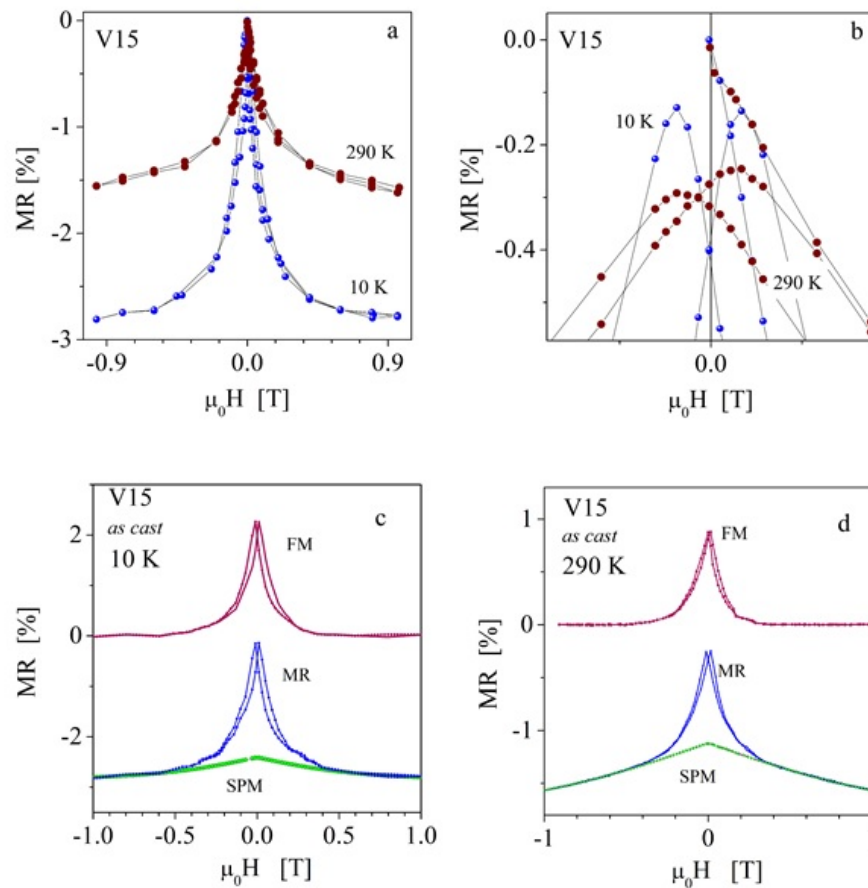 V15
a
0
-1
-2
-3
MR [%]
290 K
10 K
-0.9
0.0
0.9
μ₀H [T]
V15
b
0.0
-0.2
-0.4
MR [%]
10 K
290 K
0.0
μ₀H [T]
V15
as cast
10 K
c
2
0
-2
MR [%]
FM
MR
SPM
-1.0
-0.5
0.0
0.5
1.0
μ₀H [T]
V15
as cast
290 K
d
1
0
-1
MR [%]
FM
MR
SPM
-1
0
μ₀H [T]